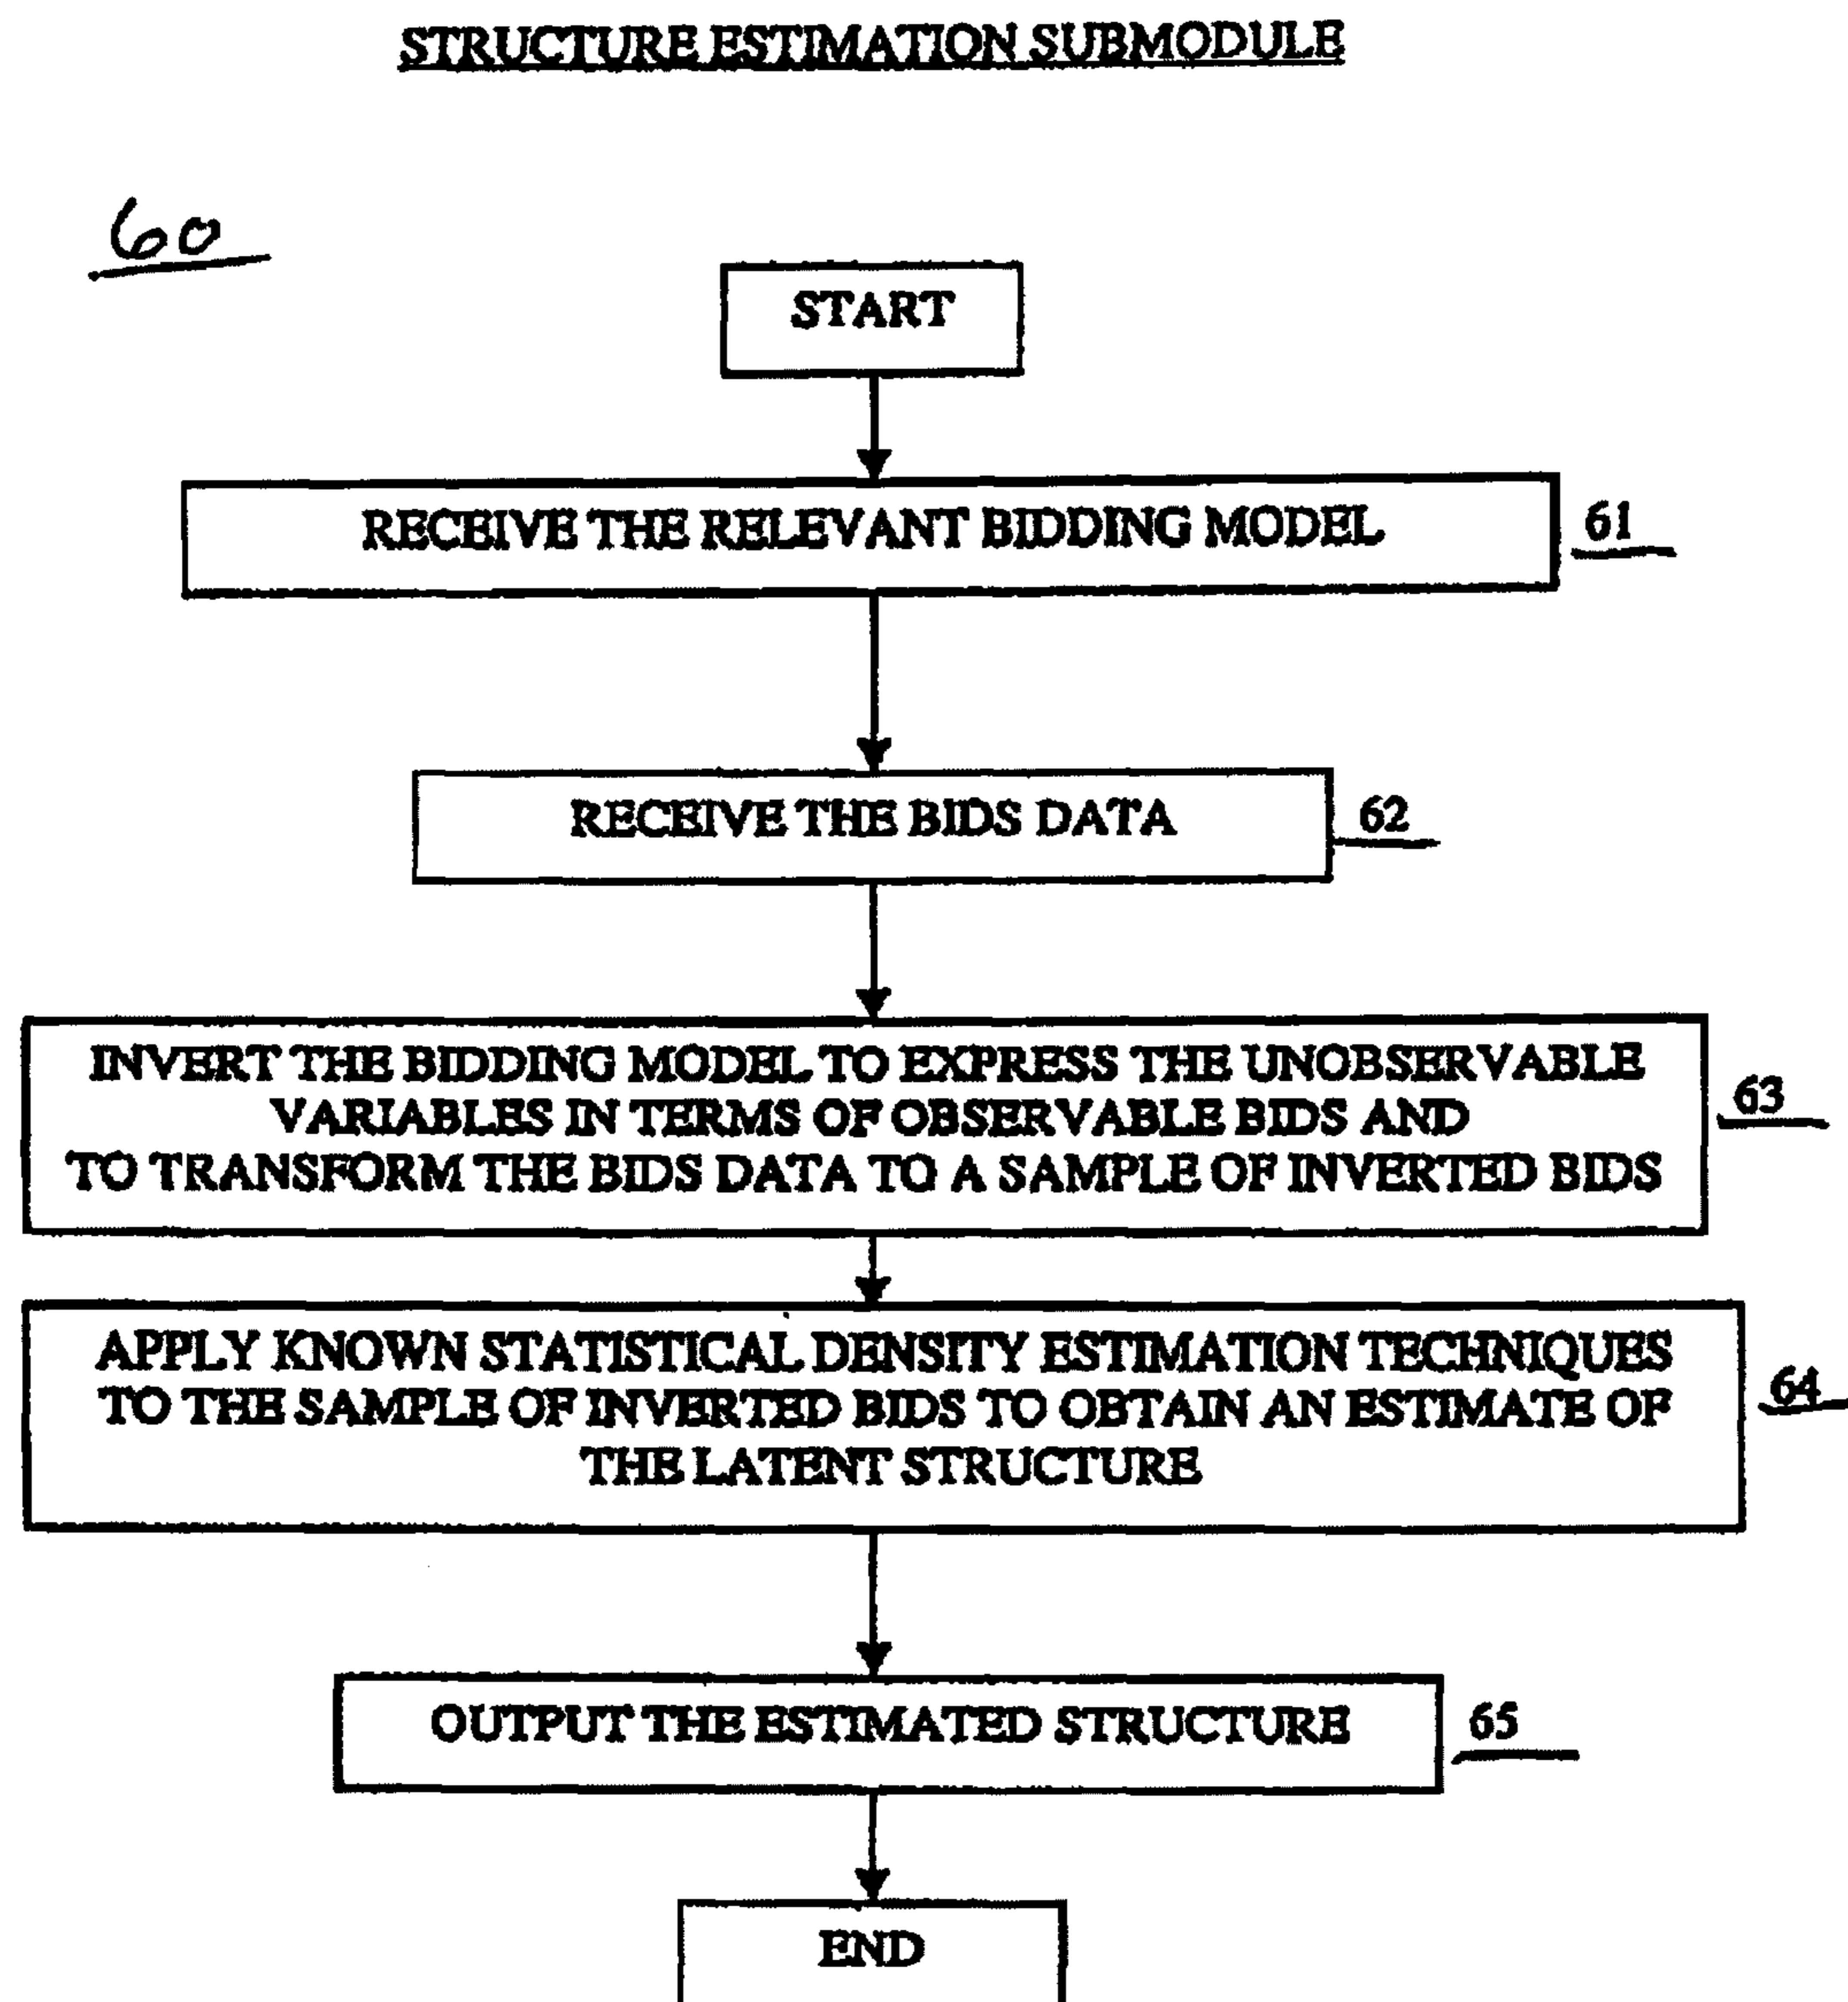 STRUCTURE ESTIMATION SUBMODULE
60
START
RECEIVE THE RELEVANT BIDDING MODEL
61
RECEIVE THE BIDS DATA
62
INVERT THE BIDDING MODEL TO EXPRESS THE UNOBSERVABLE
VARIABLES IN TERMS OF OBSERVABLE BIDS AND
TO TRANSFORM THE BIDS DATA TO A SAMPLE OF INVERTED BIDS
63
APPLY KNOWN STATISTICAL DENSITY ESTIMATION TECHNIQUES
TO THE SAMPLE OF INVERTED BIDS TO OBTAIN AN ESTIMATE OF
THE LATENT STRUCTURE
64
OUTPUT THE ESTIMATED STRUCTURE
65
END